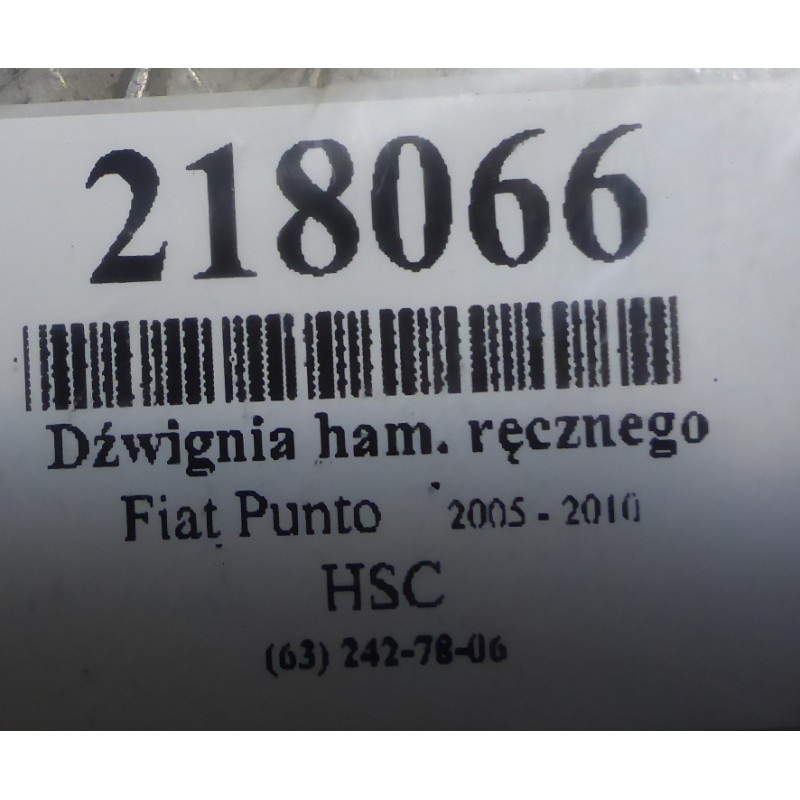 218066
Dźwignia ham. ręcznego
Fiat Punto 2005 - 2010
HSC
(63) 242-78-06